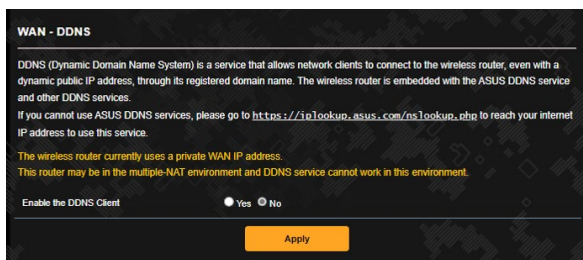 WAN - DDNS
DDNS (Dynamic Domain Name System) is a service that allows network clients to connect to the wireless router, even with a
dynamic public IP address, through its registered domain name. The wireless router is embedded with the ASUS DDNS service
and other DDNS services.
If you cannot use ASUS DDNS services, please go to https://iplookup.asus.com/nslookup.php to reach your internet
IP address to use this service.
The wireless router currently uses a private WAN IP address.
This router may be in the multiple-NAT environment and DDNS service cannot work in this environment.
Enable the DDNS Client Yes No
Apply